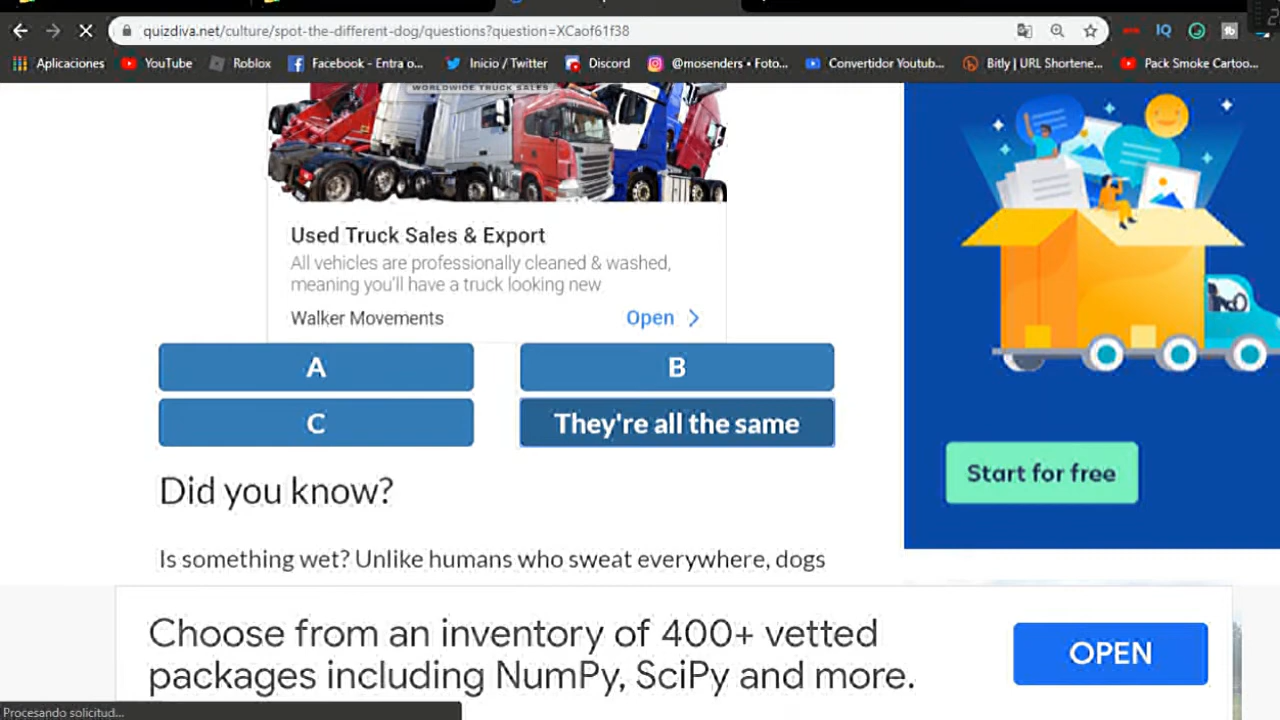 quizdiva.net/culture/spot-the-different-dog/questions?question=XCaof61f38
IQ
Aplicaciones
YouTube
Roblox
Facebook - Entra o...
Inicio / Twitter
Discord
@mosenders • Foto...
Convertidor Youtub...
Bitly | URL Shortene...
Pack Smoke Cartoo...
WORLDWIDE TRUCK SALES
Used Truck Sales & Export
All vehicles are professionally cleaned & washed,
meaning you'll have a truck looking new
Walker Movements
Open
A
B
C
They're all the same
Start for free
Did you know?
Is something wet? Unlike humans who sweat everywhere, dogs
Choose from an inventory of 400+ vetted
packages including NumPy, SciPy and more.
OPEN
Procesando solicitud...